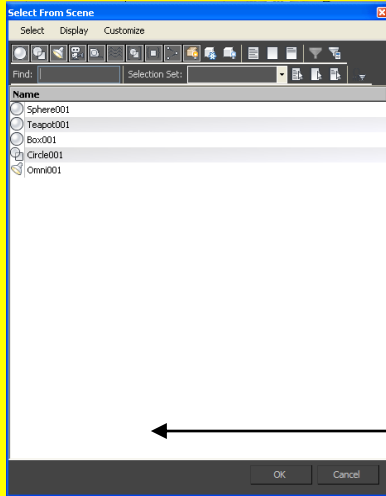 Select From Scene
Select Display Customize
Find: Selection Set:
Name
Sphere001
Teapot001
Box001
Circle001
Omni001
OK Cancel